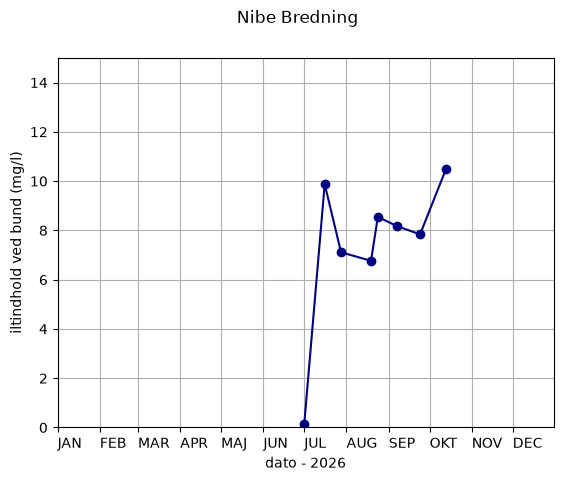 Nibe Bredning
14
12
10
8
6
4
2
0
iltindhold ved bund (mg/l)
JAN FEB MAR APR MAJ JUN JUL AUG SEP OKT NOV DEC
dato - 2026